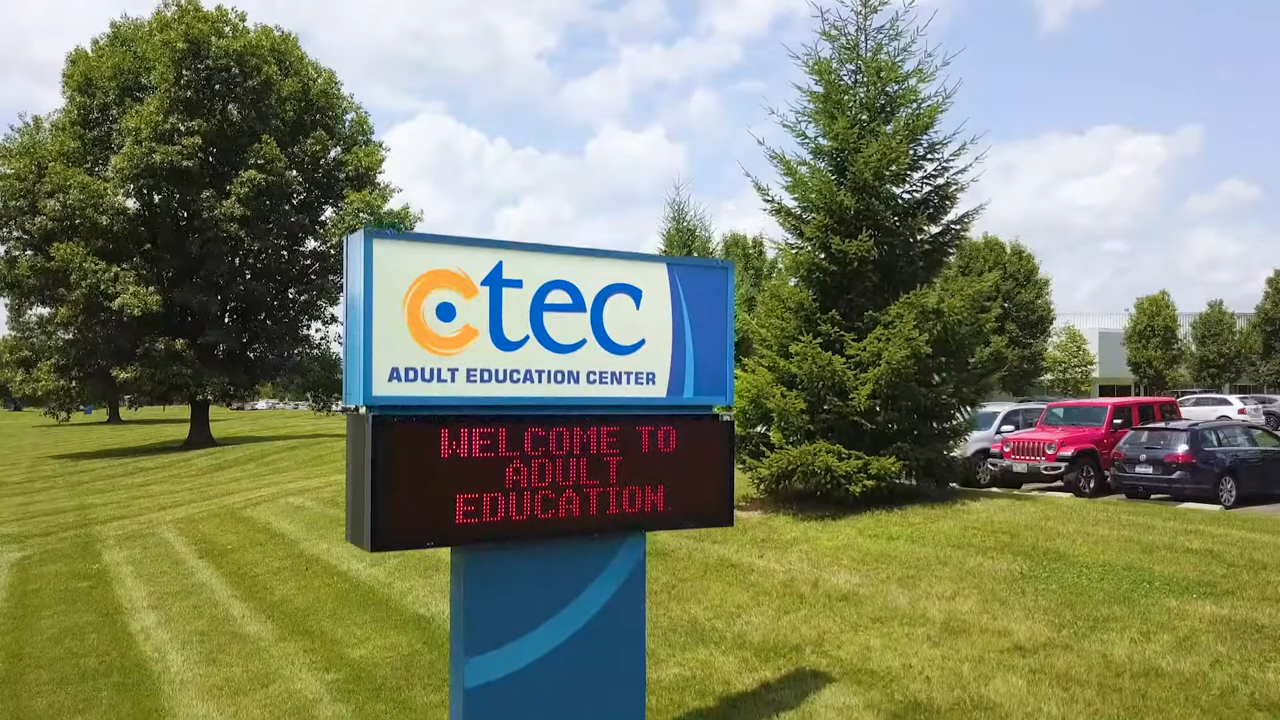 ctec
ADULT EDUCATION CENTER
WELCOME TO
ADULT
EDUCATION